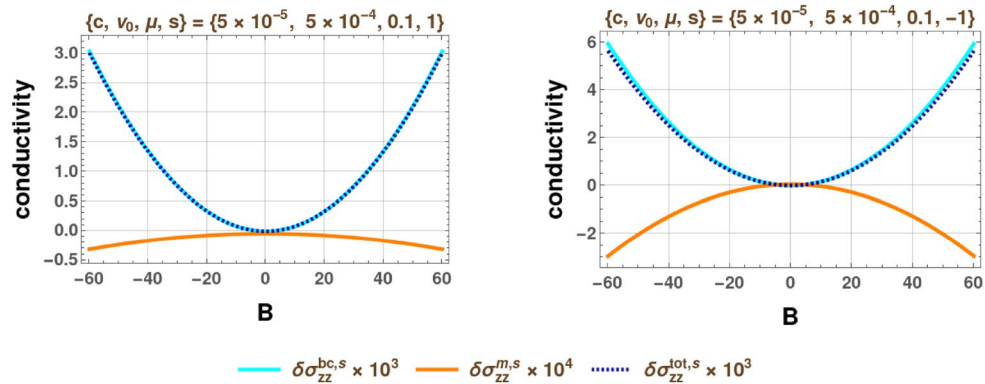 {c, v₀, μ, s} = {5 × 10⁻⁵, 5 × 10⁻⁴, 0.1, 1}
conductivity
3.0
2.5
2.0
1.5
1.0
0.5
0.0
−0.5
−60 −40 −20 0 20 40 60
B
{c, v₀, μ, s} = {5 × 10⁻⁵, 5 × 10⁻⁴, 0.1, −1}
conductivity
6
4
2
0
−2
−60 −40 −20 0 20 40 60
B
δσ_zz^{bc,s} × 10³ δσ_zz^{m,s} × 10⁴ δσ_zz^{tot,s} × 10³